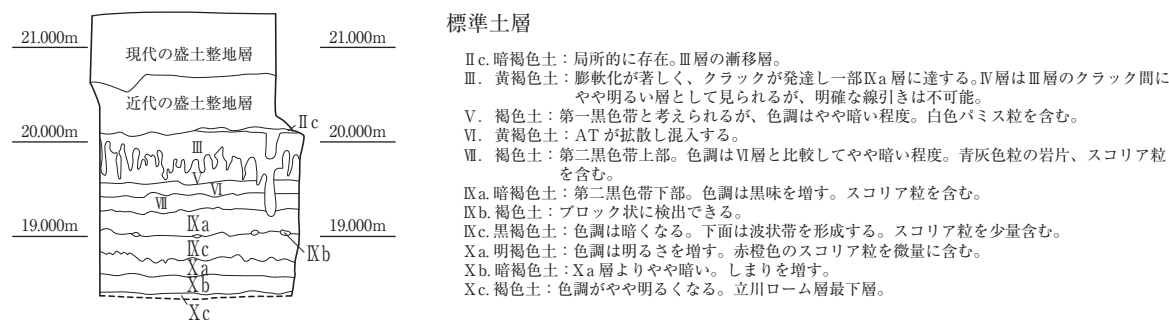 21.000m
21.000m
現代の盛土整地層
近代の盛土整地層
Ⅱc
20.000m
20.000m
Ⅲ
Ⅴ
Ⅵ
Ⅶ
Ⅸa
19.000m
19.000m
Ⅸb
Ⅸc
Ⅹa
Ⅹb
Ⅹc
標準土層
Ⅱc. 暗褐色土：局所的に存在。Ⅲ層の漸移層。
Ⅲ. 黄褐色土：膨軟化が著しく、クラックが発達し一部Ⅸa層に達する。Ⅳ層はⅢ層のクラック間に
やや明るい層として見られるが、明確な線引きは不可能。
Ⅴ. 褐色土：第一黒色帯と考えられるが、色調はやや暗い程度。白色パミス粒を含む。
Ⅵ. 黄褐色土：ATが拡散し混入する。
Ⅶ. 褐色土：第二黒色帯上部。色調はⅥ層と比較してやや暗い程度。青灰色粒の岩片、スコリア粒
を含む。
Ⅸa. 暗褐色土：第二黒色帯下部。色調は黒味を増す。スコリア粒を含む。
Ⅸb. 褐色土：ブロック状に検出できる。
Ⅸc. 黒褐色土：色調は暗くなる。下面は波状帯を形成する。スコリア粒を少量含む。
Ⅹa. 明褐色土：色調は明るさを増す。赤橙色のスコリア粒を微量に含む。
Ⅹb. 暗褐色土：Ⅹa層よりやや暗い。しまりを増す。
Ⅹc. 褐色土：色調がやや明るくなる。立川ローム層最下層。